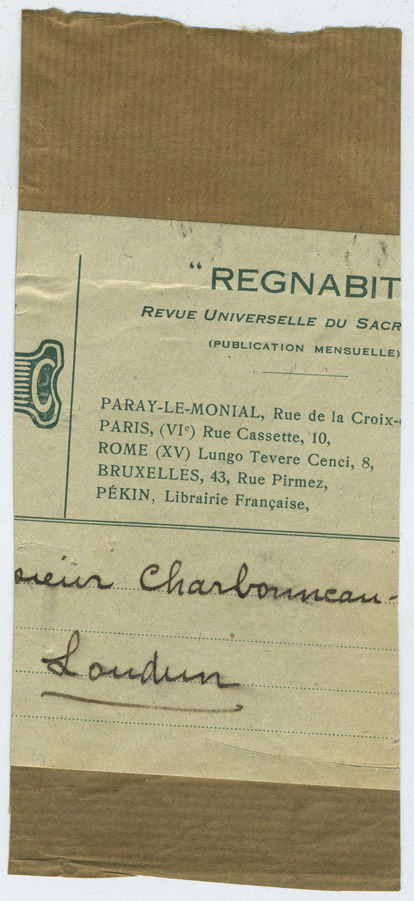 “ REGNABIT
REVUE UNIVERSELLE DU SACR
(PUBLICATION MENSUELLE)
PARAY-LE-MONIAL, Rue de la Croix-
PARIS, (VIᵉ) Rue Cassette, 10,
ROME (XV) Lungo Tevere Cenci, 8,
BRUXELLES, 43, Rue Pirmez,
PÉKIN, Librairie Française,
sieur Charbonneau-
Loudun